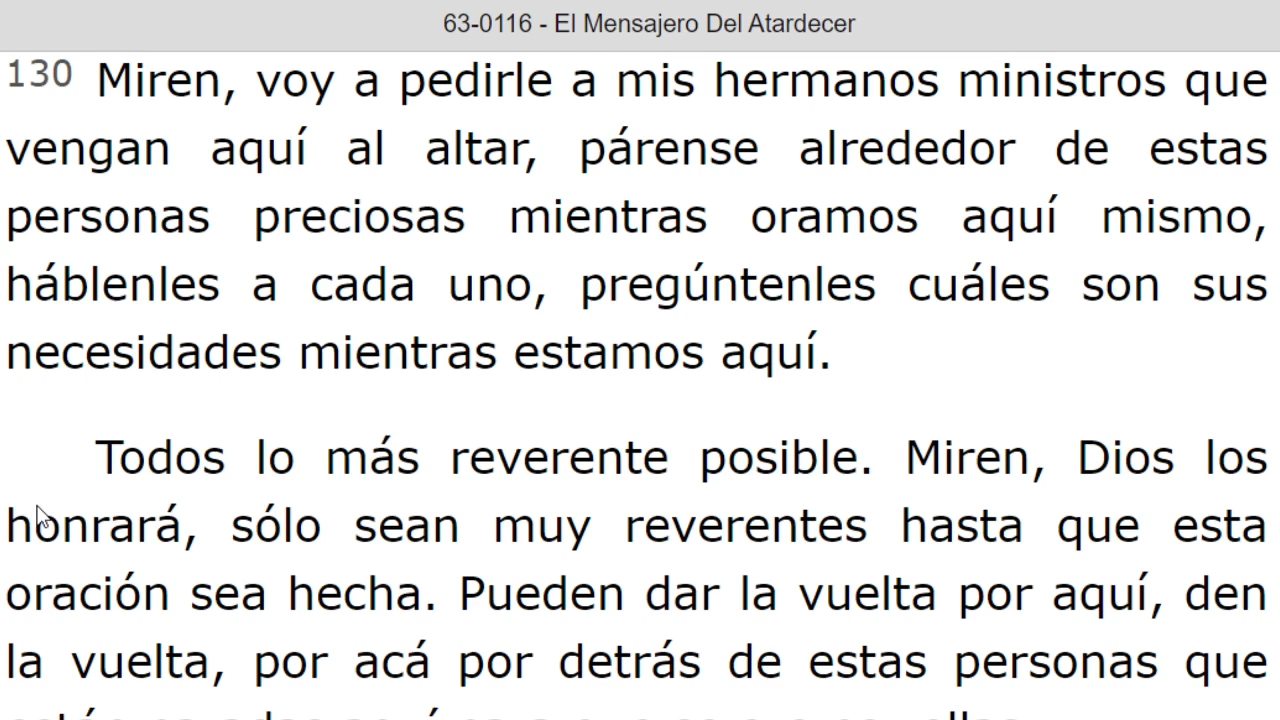 63-0116 - El Mensajero Del Atardecer
130 Miren, voy a pedirle a mis hermanos ministros que
vengan aquí al altar, párense alrededor de estas
personas preciosas mientras oramos aquí mismo,
háblenles a cada uno, pregúntenles cuáles son sus
necesidades mientras estamos aquí.
Todos lo más reverente posible. Miren, Dios los
honrará, sólo sean muy reverentes hasta que esta
oración sea hecha. Pueden dar la vuelta por aquí, den
la vuelta, por acá por detrás de estas personas que